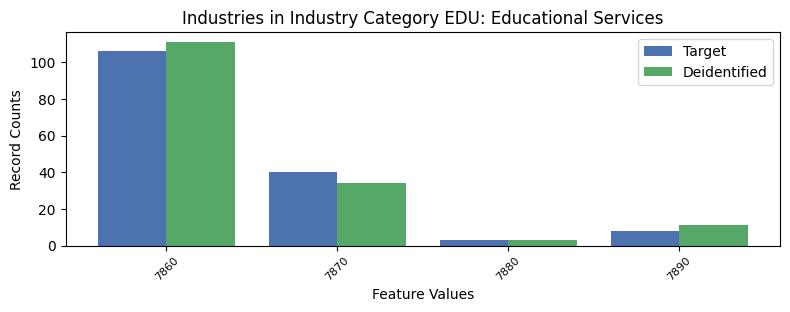 Industries in Industry Category EDU: Educational Services
Target
Deidentified
Record Counts
100
80
60
40
20
0
7860
7870
7880
7890
Feature Values